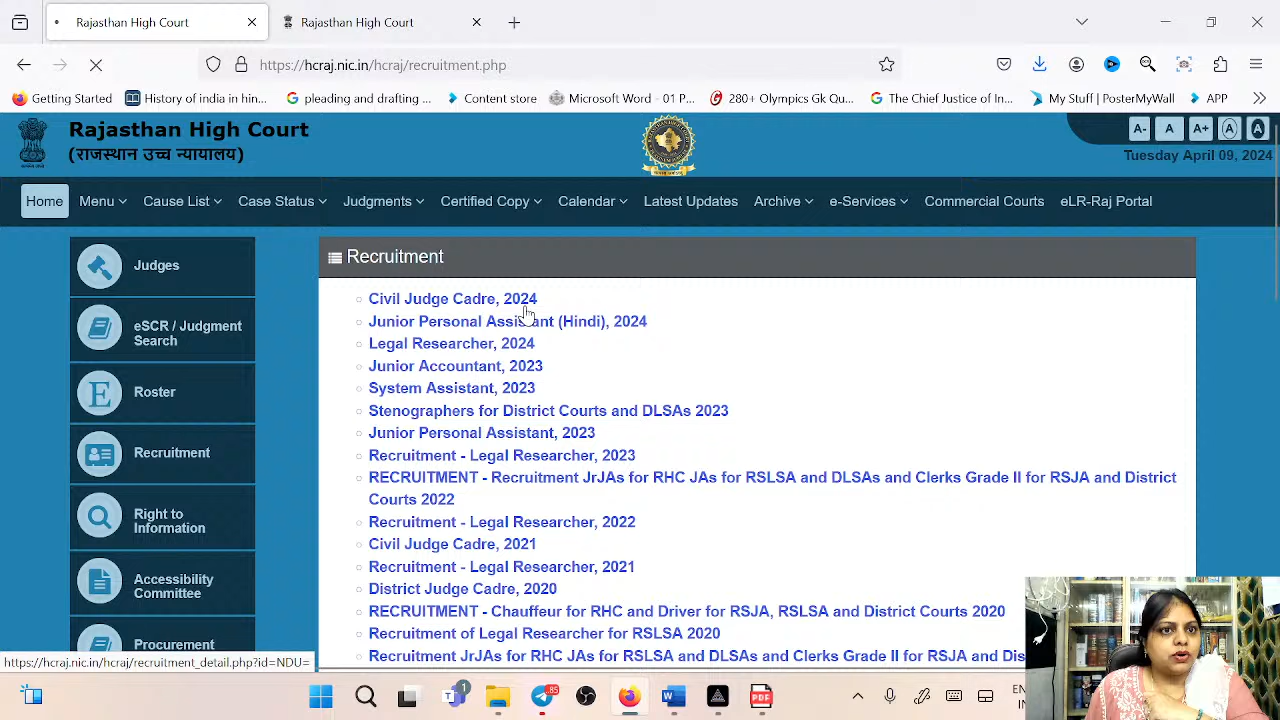 Rajasthan High Court
Rajasthan High Court
https://hcraj.nic.in/hcraj/recruitment.php
Getting Started
History of india in hin...
pleading and drafting ...
Content store
Microsoft Word - 01 P...
280+ Olympics Gk Qu...
The Chief Justice of In...
My Stuff | PosterMyWall
APP
Rajasthan High Court
(राजस्थान उच्च न्यायालय)
A-
A
A+
A
A
Tuesday April 09, 2024
Home
Menu
Cause List
Case Status
Judgments
Certified Copy
Calendar
Latest Updates
Archive
e-Services
Commercial Courts
eLR-Raj Portal
Judges
eSCR / Judgment
Search
E
Roster
Recruitment
Right to
Information
Accessibility
Committee
Procurement
Recruitment
Civil Judge Cadre, 2024
Junior Personal Assistant (Hindi), 2024
Legal Researcher, 2024
Junior Accountant, 2023
System Assistant, 2023
Stenographers for District Courts and DLSAs 2023
Junior Personal Assistant, 2023
Recruitment - Legal Researcher, 2023
RECRUITMENT - Recruitment JrJAs for RHC JAs for RSLSA and DLSAs and Clerks Grade II for RSJA and District
Courts 2022
Recruitment - Legal Researcher, 2022
Civil Judge Cadre, 2021
Recruitment - Legal Researcher, 2021
District Judge Cadre, 2020
RECRUITMENT - Chauffeur for RHC and Driver for RSJA, RSLSA and District Courts 2020
Recruitment of Legal Researcher for RSLSA 2020
Recruitment JrJAs for RHC JAs for RSLSA and DLSAs and Clerks Grade II for RSJA and Dis
https://hcraj.nic.in/hcraj/recruitment_detail.php?id=NDU=
1
.85
W
PDF
EN
IN